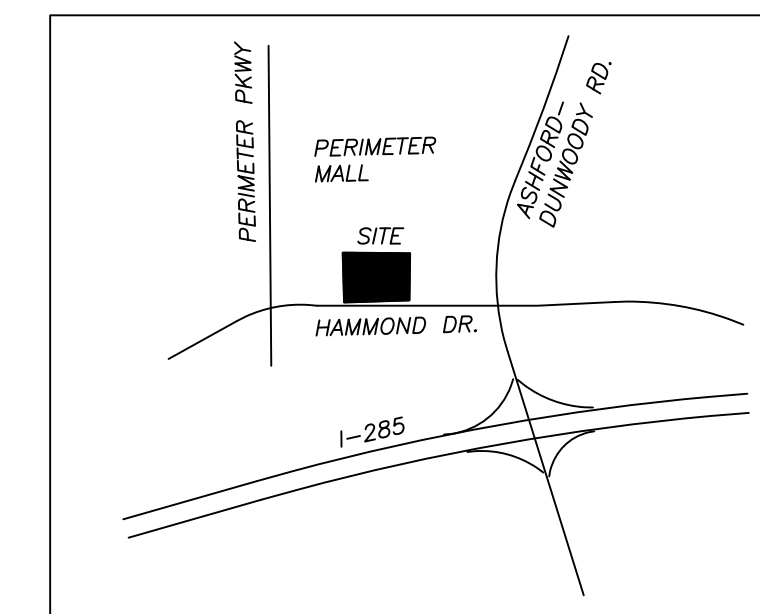 PERIMETER PKWY
PERIMETER
MALL
ASHFORD-
DUNWOODY RD.
SITE
HAMMOND DR.
I-285